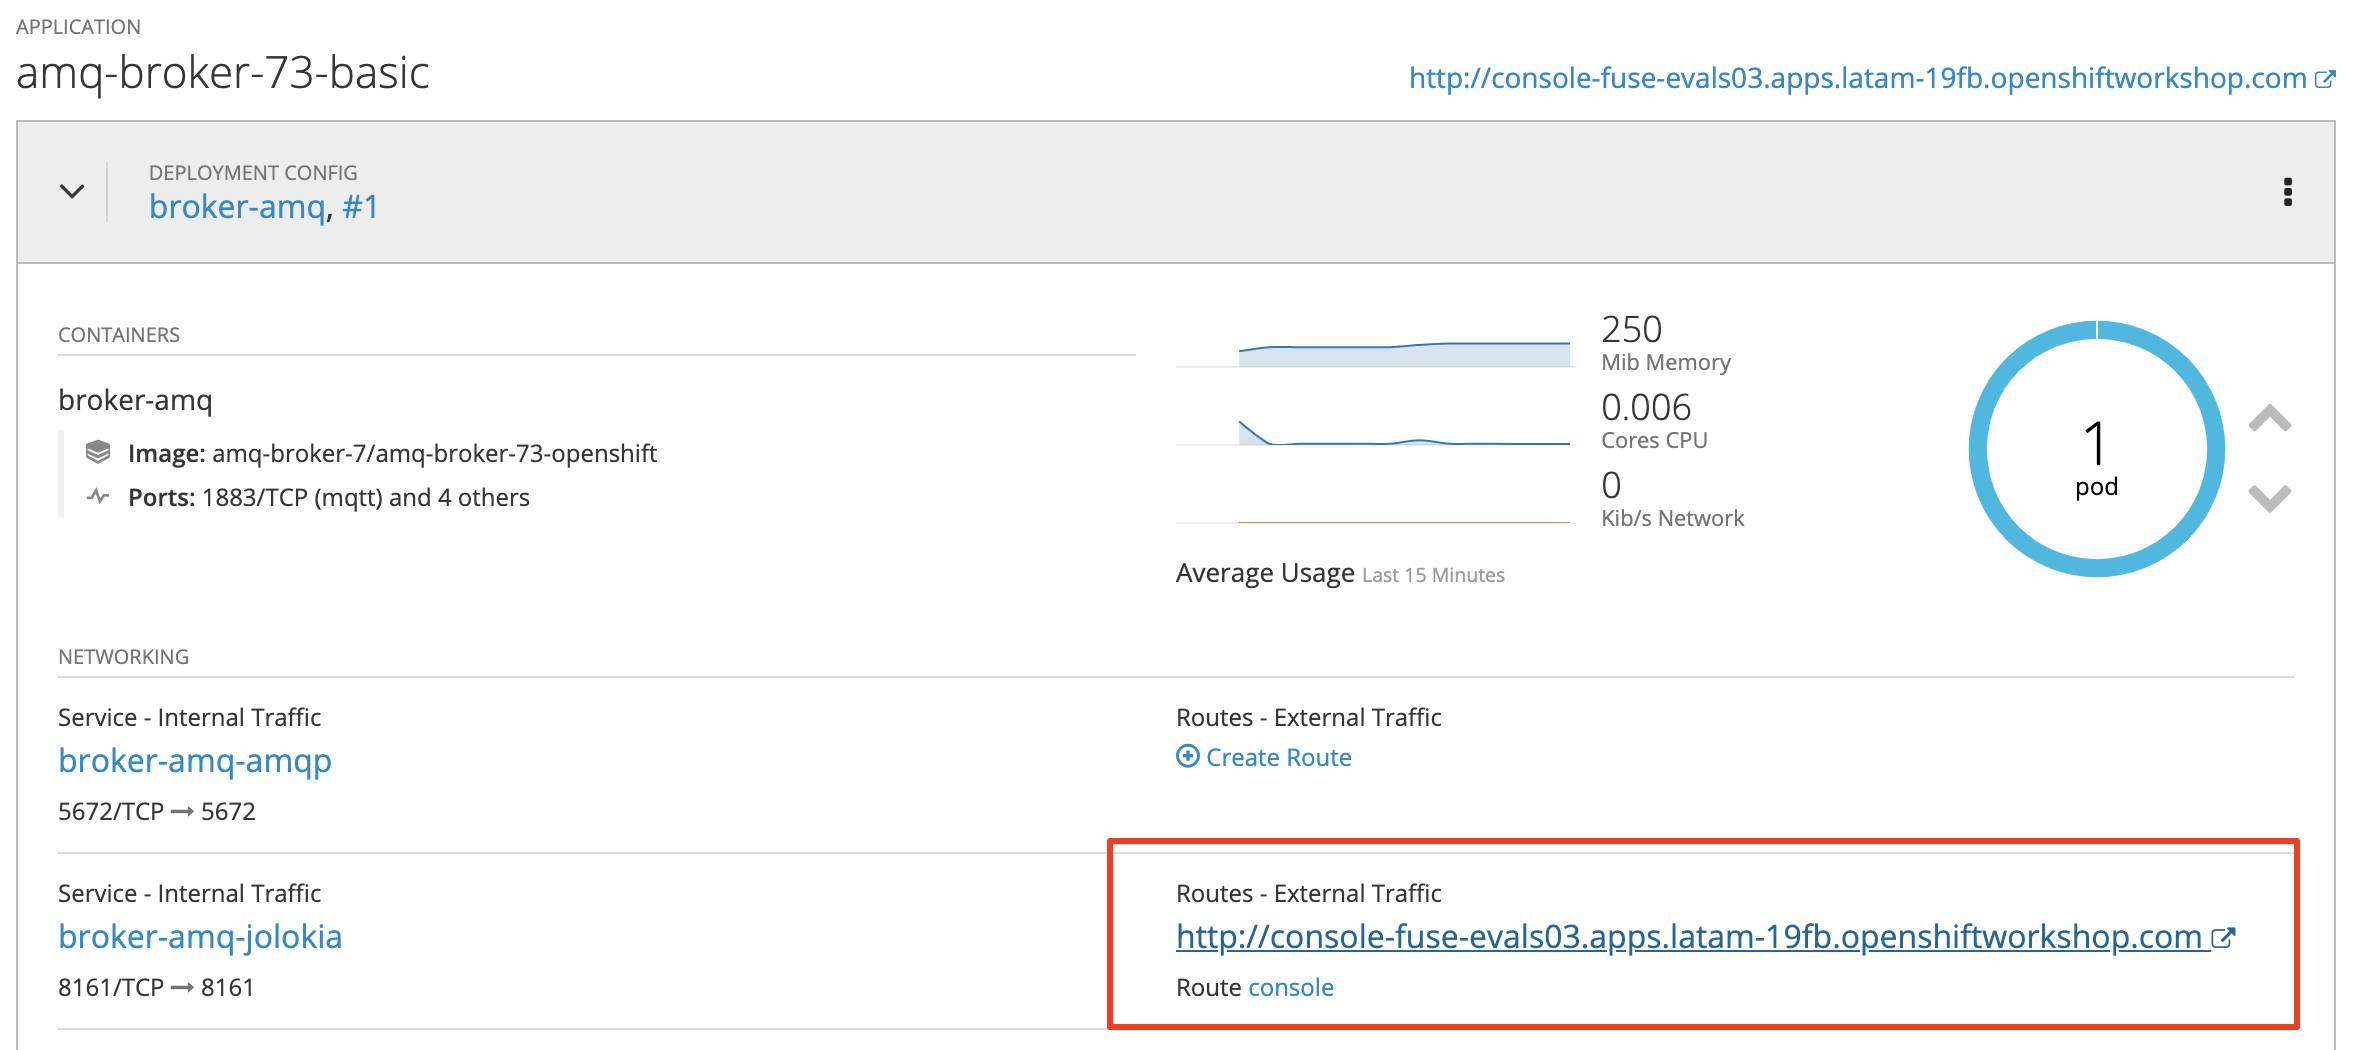 APPLICATION
amq-broker-73-basic
http://console-fuse-evals03.apps.latam-19fb.openshiftworkshop.com
DEPLOYMENT CONFIG
broker-amq, #1
CONTAINERS
broker-amq
Image: amq-broker-7/amq-broker-73-openshift
Ports: 1883/TCP (mqtt) and 4 others
250
Mib Memory
0.006
Cores CPU
0
Kib/s Network
Average Usage Last 15 Minutes
1
pod
NETWORKING
Service - Internal Traffic
broker-amq-amqp
5672/TCP → 5672
Routes - External Traffic
Create Route
Service - Internal Traffic
broker-amq-jolokia
8161/TCP → 8161
Routes - External Traffic
http://console-fuse-evals03.apps.latam-19fb.openshiftworkshop.com
Route console